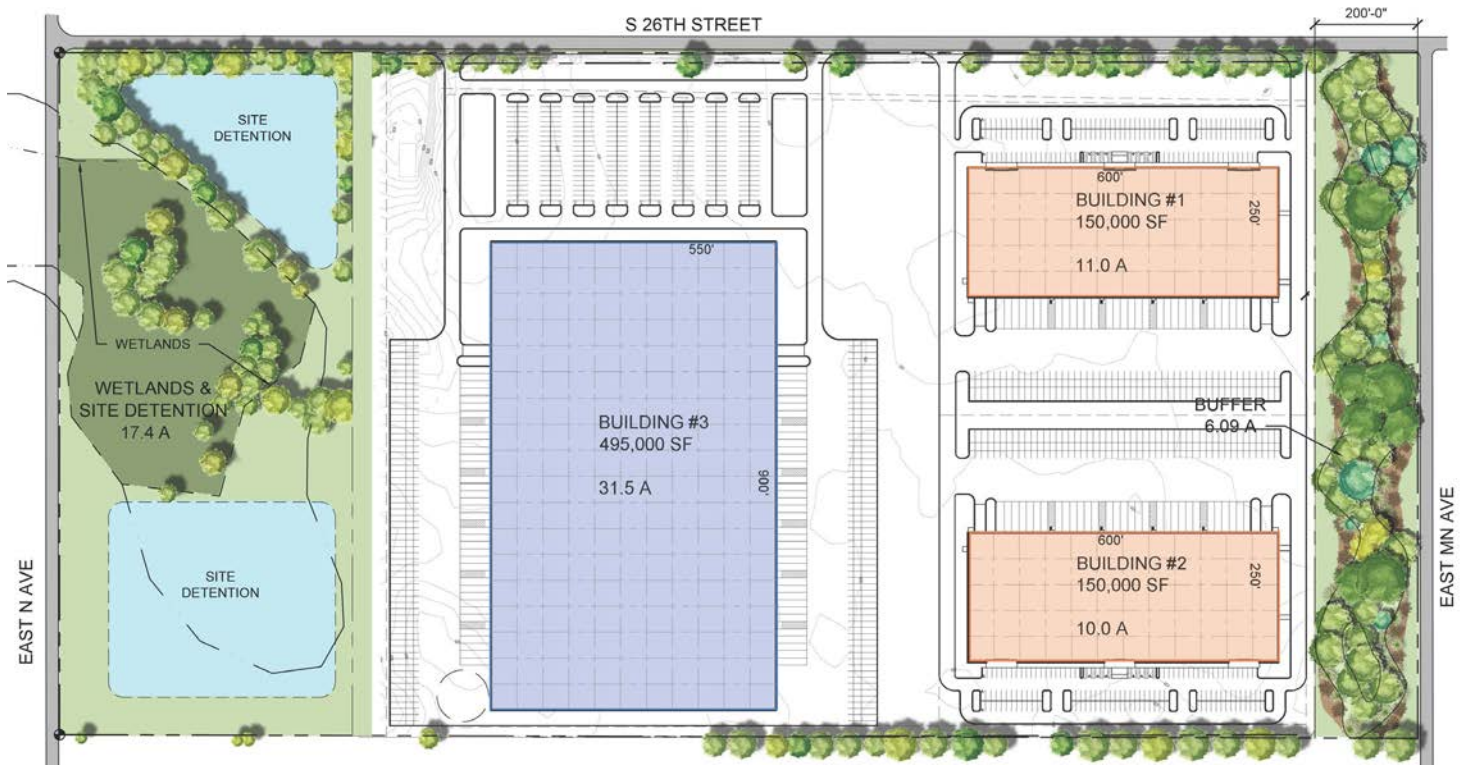 S 26TH STREET
200'-0"
SITE
DETENTION
WETLANDS
WETLANDS &
SITE DETENTION
17.4 A
SITE
DETENTION
EAST N AVE
550'
BUILDING #3
495,000 SF
31.5 A
900'
600'
BUILDING #1
150,000 SF
11.0 A
250'
BUFFER
6.09 A
600'
BUILDING #2
150,000 SF
10.0 A
250'
EAST MN AVE